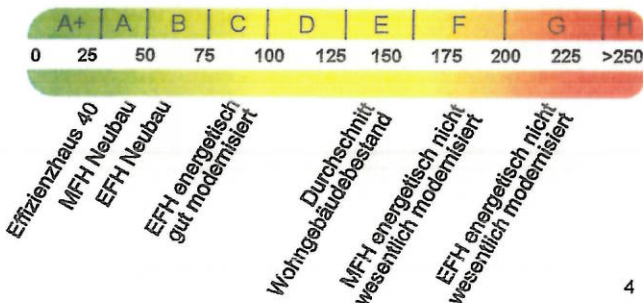 A+ A B C D E F G H
0 25 50 75 100 125 150 175 200 225 >250
Effizienzhaus 40
MFH Neubau
EFH Neubau
EFH energetisch
gut modernisiert
Durchschnitt
Wohngebäudebestand
MFH energetisch nicht
wesentlich modernisiert
EFH energetisch nicht
wesentlich modernisiert
4